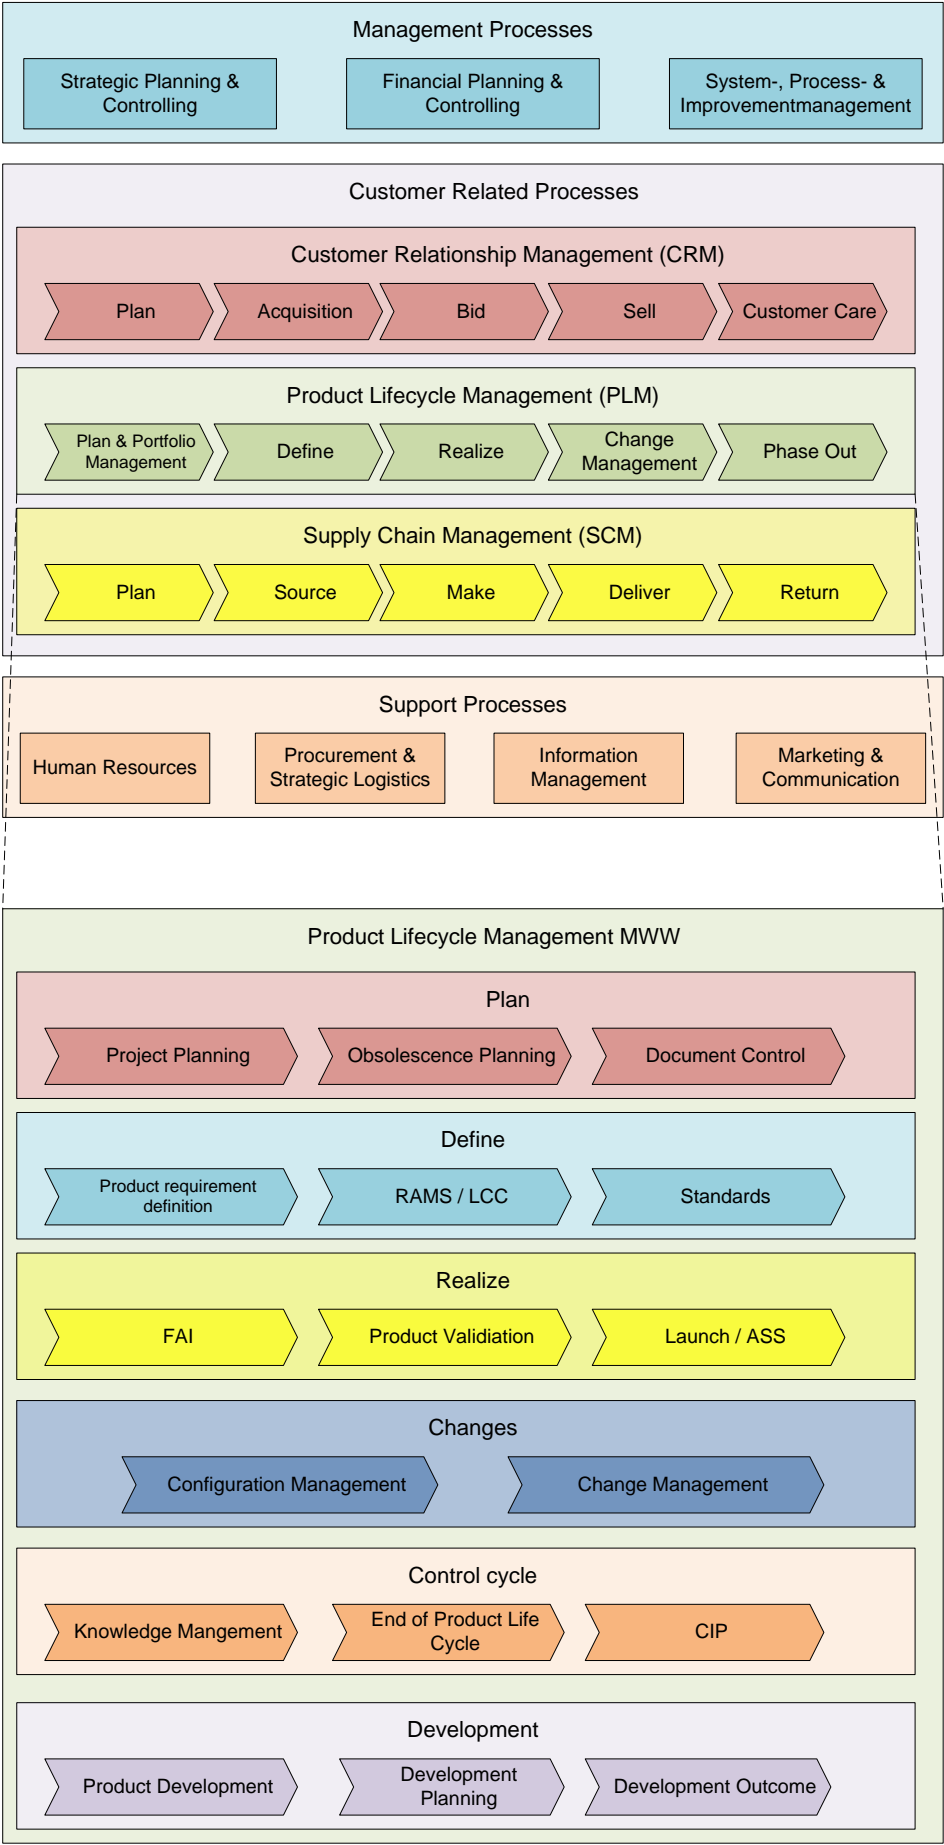 Management Processes
Strategic Planning &
Controlling
Financial Planning &
Controlling
System-, Process- &
Improvementmanagement
Customer Related Processes
Customer Relationship Management (CRM)
Plan
Acquisition
Bid
Sell
Customer Care
Product Lifecycle Management (PLM)
Plan & Portfolio
Management
Define
Realize
Change
Management
Phase Out
Supply Chain Management (SCM)
Plan
Source
Make
Deliver
Return
Support Processes
Human Resources
Procurement &
Strategic Logistics
Information
Management
Marketing &
Communication
Product Lifecycle Management MWW
Plan
Project Planning
Obsolescence Planning
Document Control
Define
Product requirement
definition
RAMS / LCC
Standards
Realize
FAI
Product Validiation
Launch / ASS
Changes
Configuration Management
Change Management
Control cycle
Knowledge Mangement
End of Product Life
Cycle
CIP
Development
Product Development
Development
Planning
Development Outcome